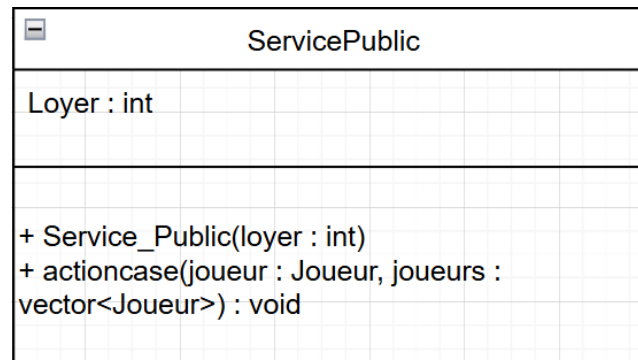 ServicePublic
Loyer : int
+ Service_Public(loyer : int)
+ actioncase(joueur : Joueur, joueurs :
vector<Joueur>) : void